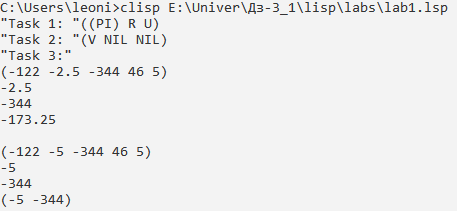 C:\Users\leoni>clisp E:\Univer\Дз-3_1\lisp\labs\lab1.lsp
"Task 1: "((PI) R U)
"Task 2: "(V NIL NIL)
"Task 3:"
(-122 -2.5 -344 46 5)
-2.5
-344
-173.25
(-122 -5 -344 46 5)
-5
-344
(-5 -344)